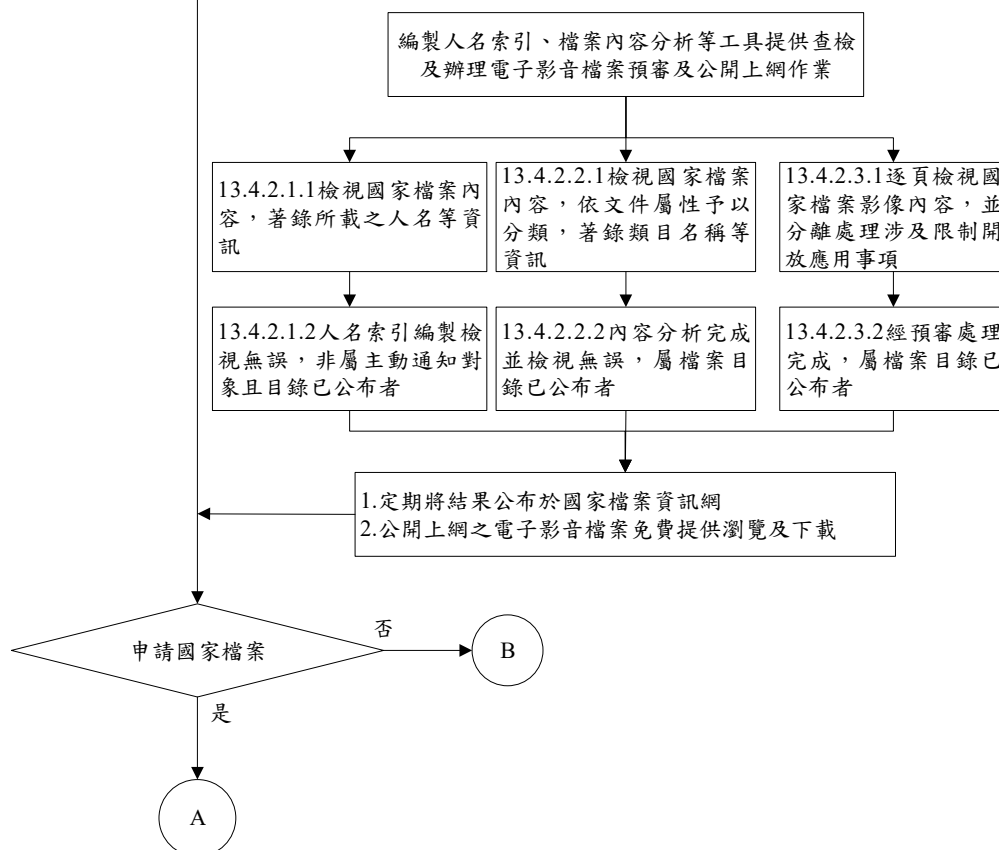 編製人名索引、檔案內容分析等工具提供查檢
及辦理電子影音檔案預審及公開上網作業
13.4.2.1.1檢視國家檔案內
容，著錄所載之人名等資
訊
13.4.2.2.1檢視國家檔案
內容，依文件屬性予以
分類，著錄類目名稱等
資訊
13.4.2.3.1逐頁檢視國
家檔案影像內容，並
分離處理涉及限制開
放應用事項
13.4.2.1.2人名索引編製檢
視無誤，非屬主動通知對
象且目錄已公布者
13.4.2.2.2內容分析完成
並檢視無誤，屬檔案目
錄已公布者
13.4.2.3.2經預審處理
完成，屬檔案目錄已
公布者
1.定期將結果公布於國家檔案資訊網
2.公開上網之電子影音檔案免費提供瀏覽及下載
申請國家檔案
否
B
是
A